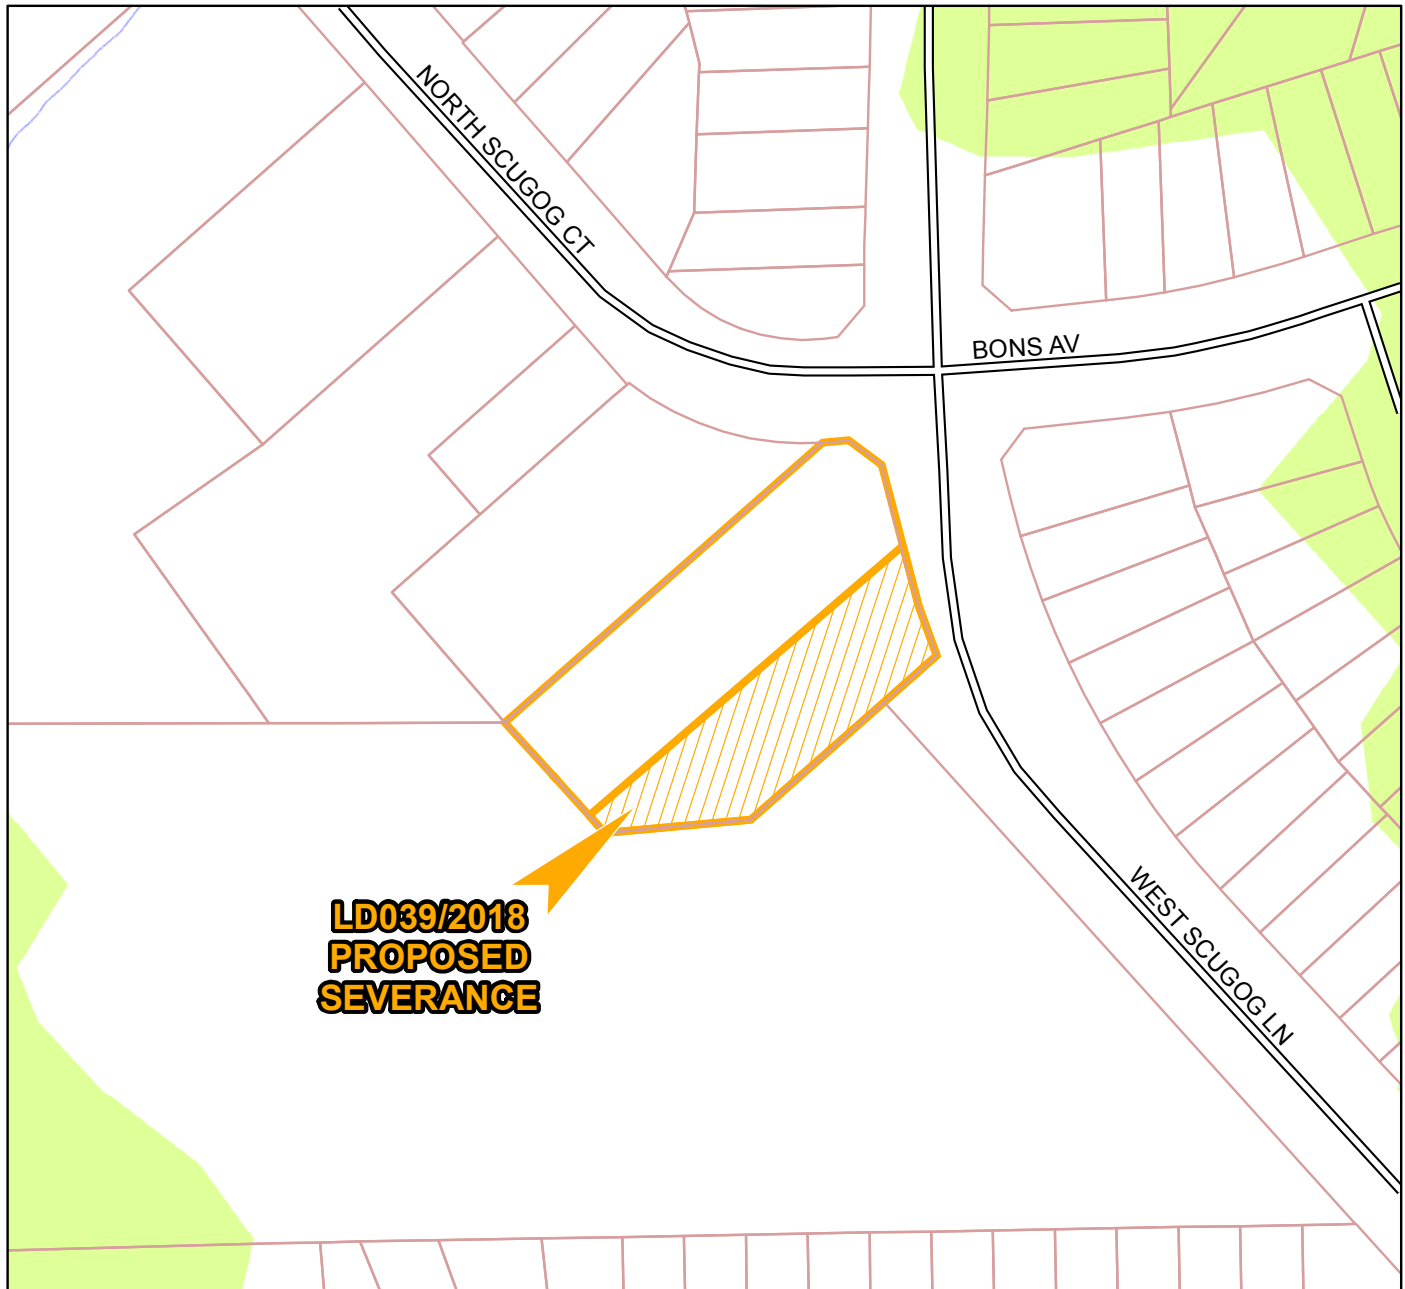 NORTH SCUGOG CT
BONS AV
WEST SCUGOG LN
LD039/2018
PROPOSED
SEVERANCE